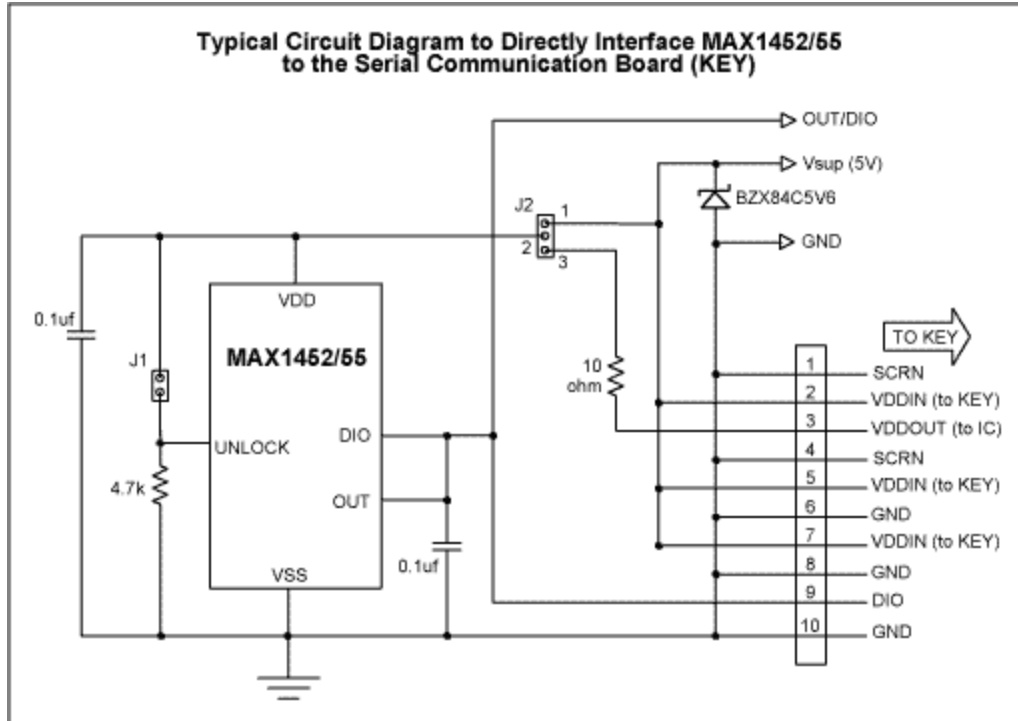 Typical Circuit Diagram to Directly Interface MAX1452/55
to the Serial Communication Board (KEY)
OUT/DIO
Vsup (5V)
BZX84C5V6
GND
J2
1
2
3
VDD
0.1uf
MAX1452/55
J1
TO KEY
10
ohm
1
SCRN
2
VDDIN (to KEY)
3
VDDOUT (to IC)
DIO
UNLOCK
4
SCRN
4.7k
5
VDDIN (to KEY)
OUT
6
GND
7
VDDIN (to KEY)
0.1uf
VSS
8
GND
9
DIO
10
GND